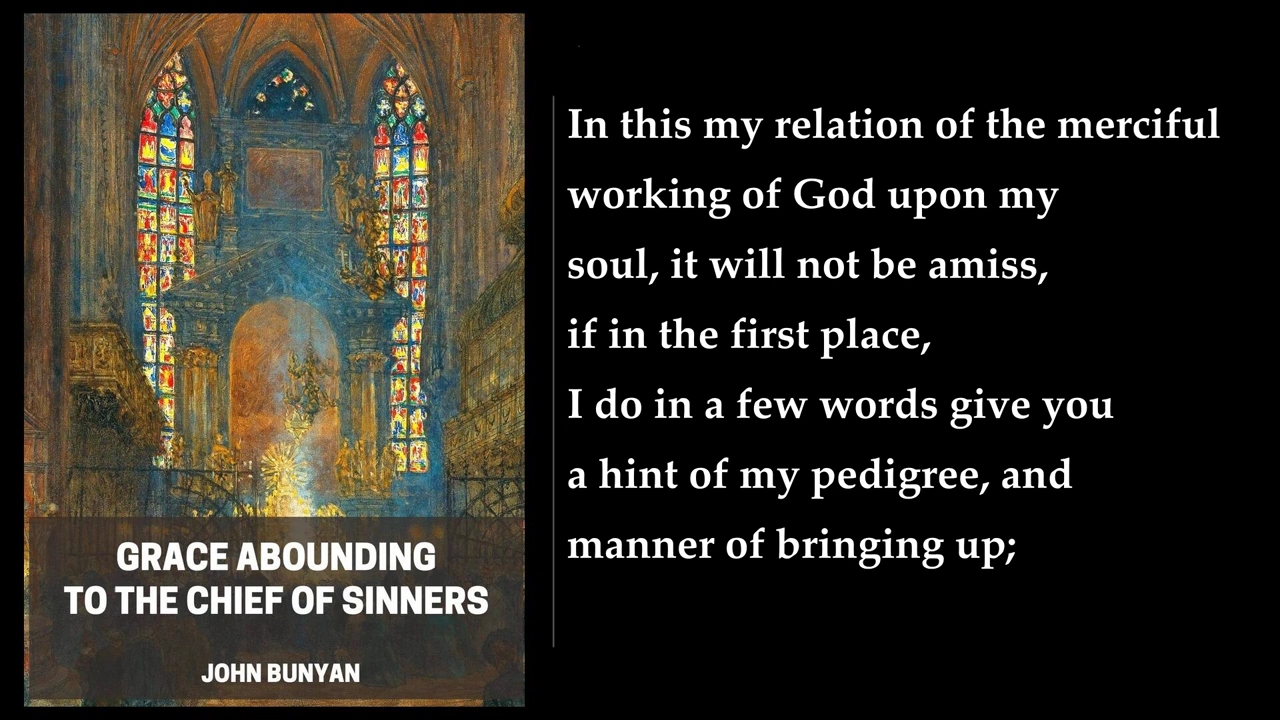 GRACE ABOUNDING
TO THE CHIEF OF SINNERS
JOHN BUNYAN
In this my relation of the merciful
working of God upon my
soul, it will not be amiss,
if in the first place,
I do in a few words give you
a hint of my pedigree, and
manner of bringing up;